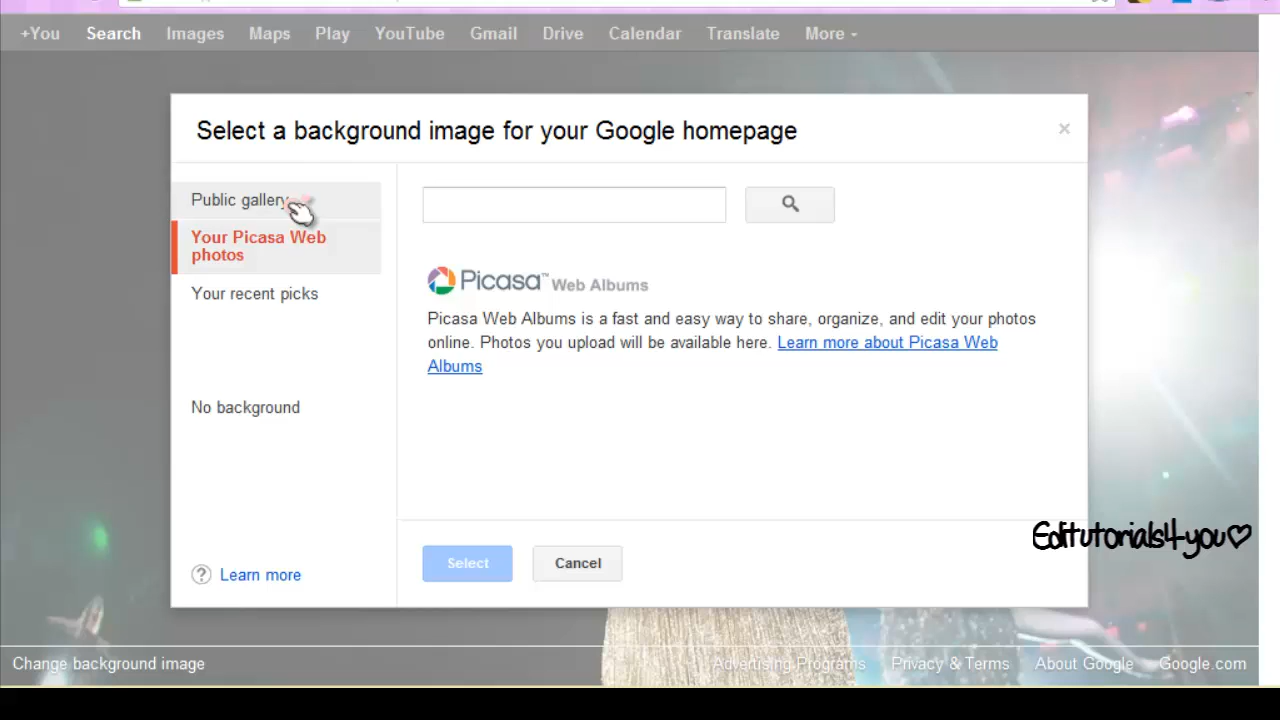 +You Search Images Maps Play YouTube Gmail Drive Calendar Translate More
Select a background image for your Google homepage
×
Public gallery
Your Picasa Web
photos
Your recent picks
No background
? Learn more
Picasa™ Web Albums
Picasa Web Albums is a fast and easy way to share, organize, and edit your photos
online. Photos you upload will be available here. Learn more about Picasa Web
Albums
Select Cancel
Editutorials4you♡
Change background image Advertising Programs Privacy & Terms About Google Google.com